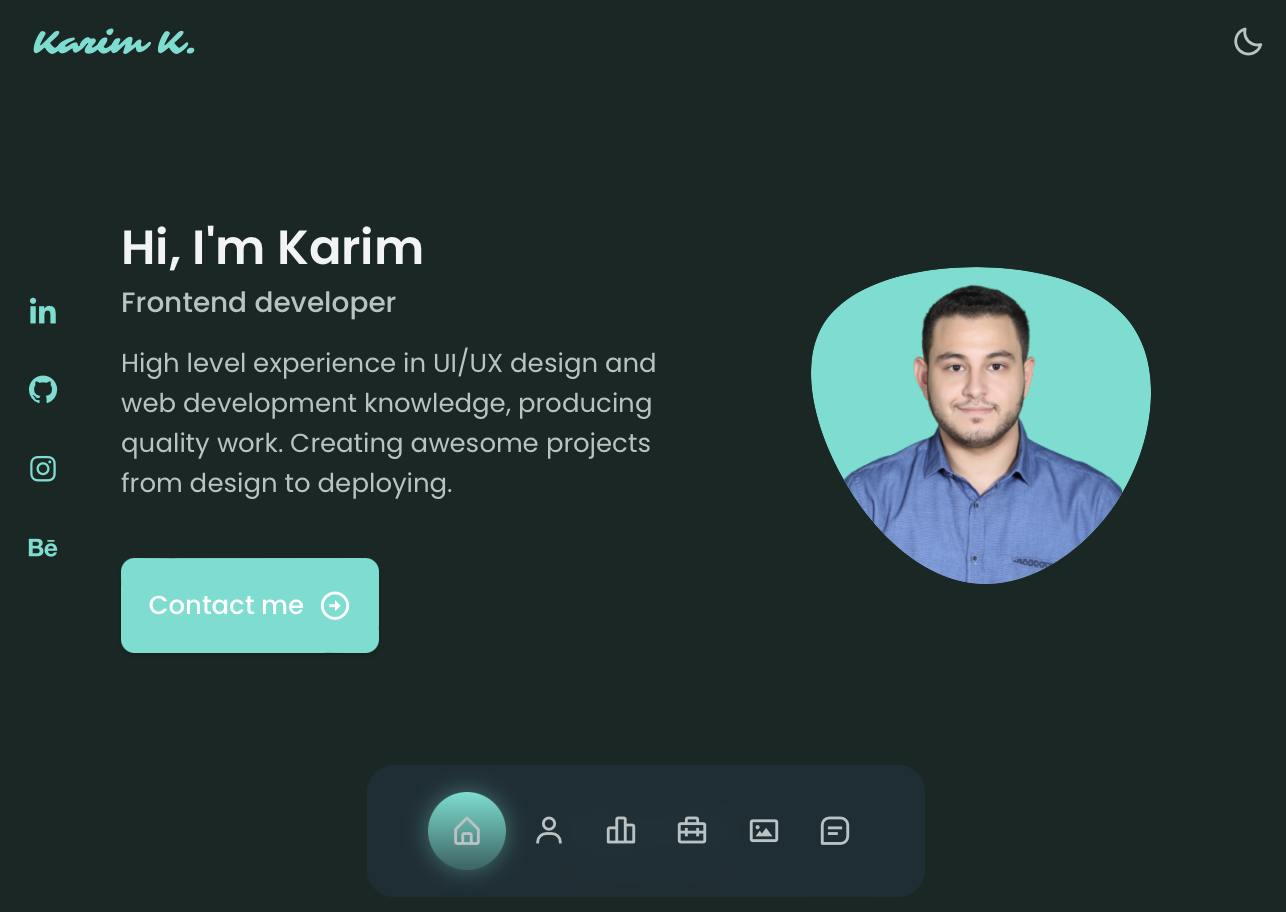 Karim K.
Hi, I'm Karim
Frontend developer
High level experience in UI/UX design and
web development knowledge, producing
quality work. Creating awesome projects
from design to deploying.
in
Bē
Contact me